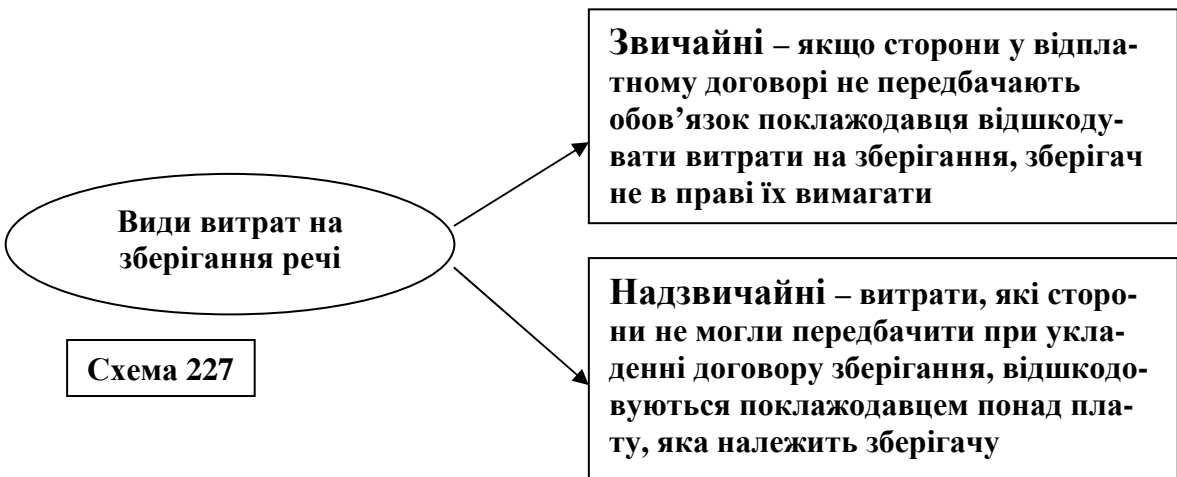 Звичайні – якщо сторони у відпла-
тному договорі не передбачають
обов’язок поклажодавця відшкоду-
вати витрати на зберігання, зберігач
не в праві їх вимагати
Види витрат на
зберігання речі
Надзвичайні – витрати, які сторо-
ни не могли передбачити при укла-
денні договору зберігання, відшкодо-
вуються поклажодавцем понад пла-
ту, яка належить зберігачу
Схема 227